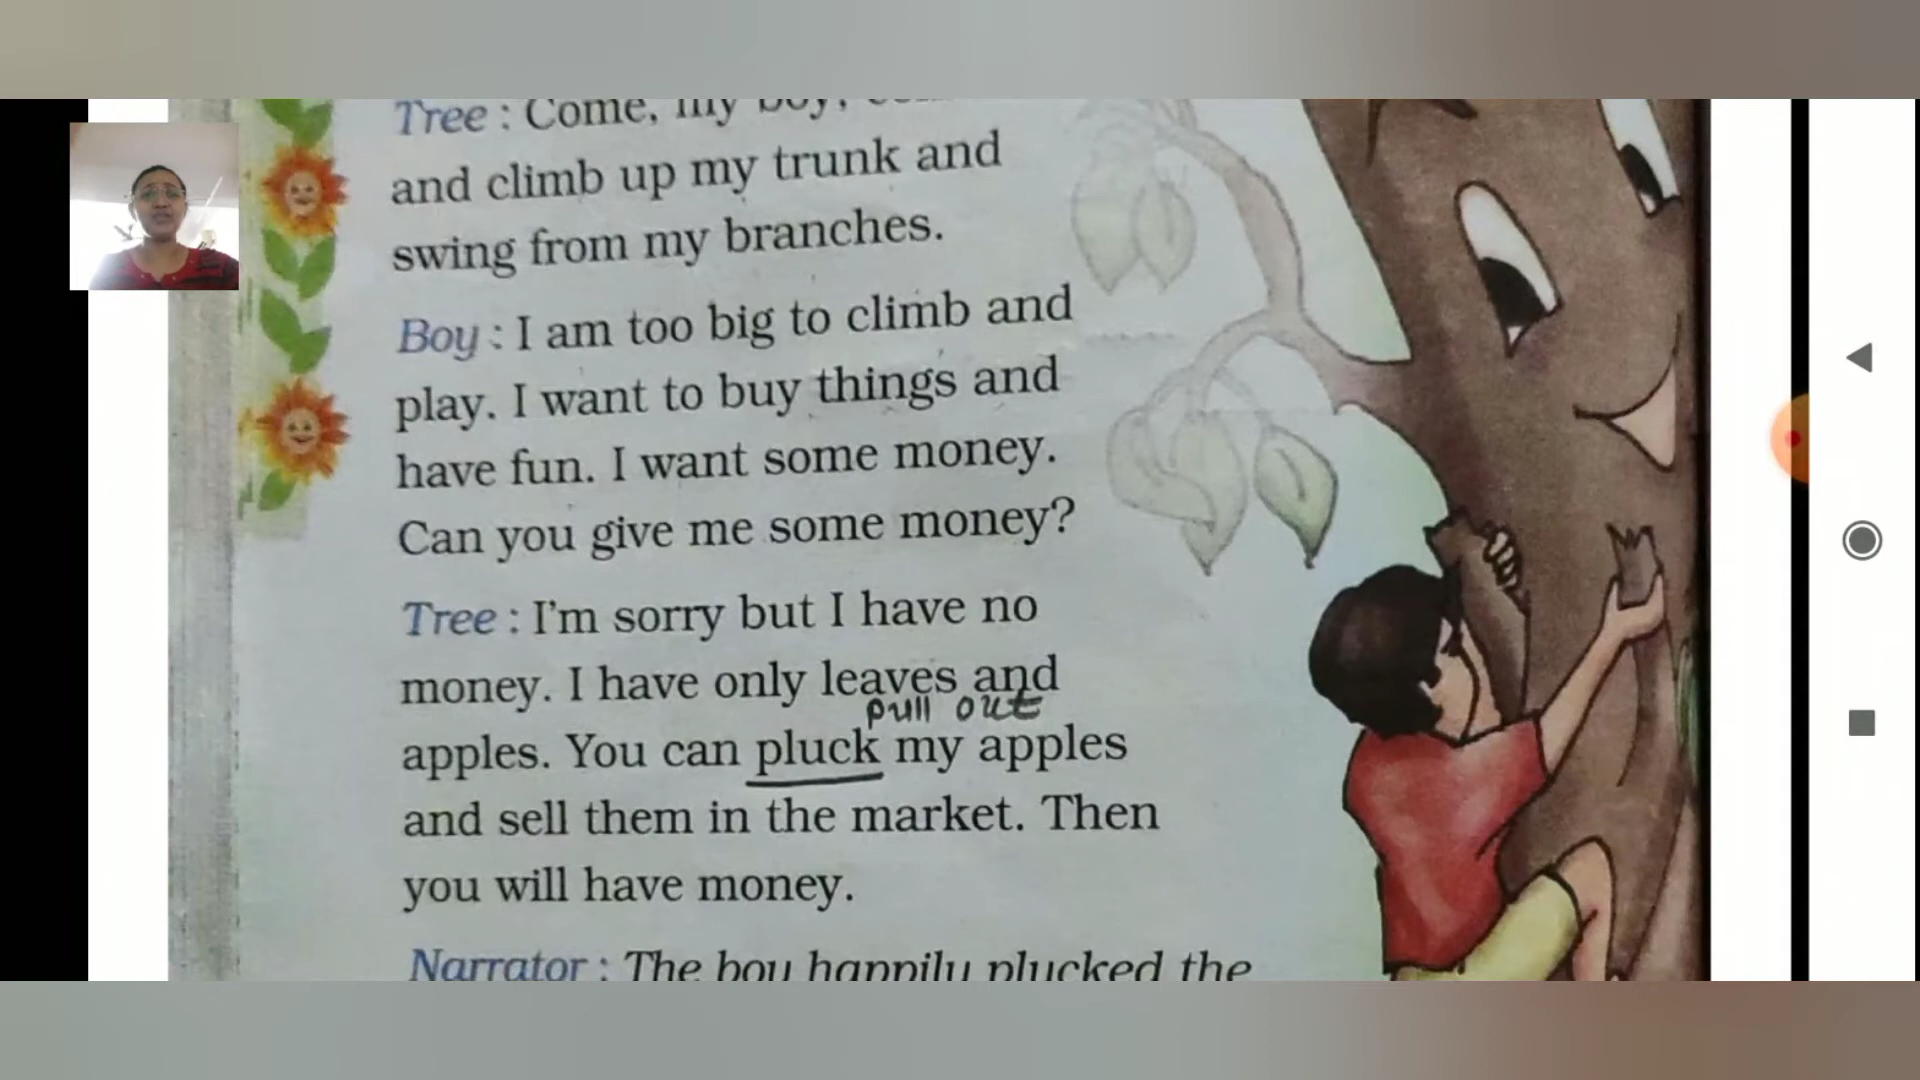 Tree : Come, my boy,
and climb up my trunk and
swing from my branches.
Boy : I am too big to climb and
play. I want to buy things and
have fun. I want some money.
Can you give me some money?
Tree : I'm sorry but I have no
money. I have only leaves and
pull out
apples. You can pluck my apples
and sell them in the market. Then
you will have money.
Narrator : The boy happily plucked the